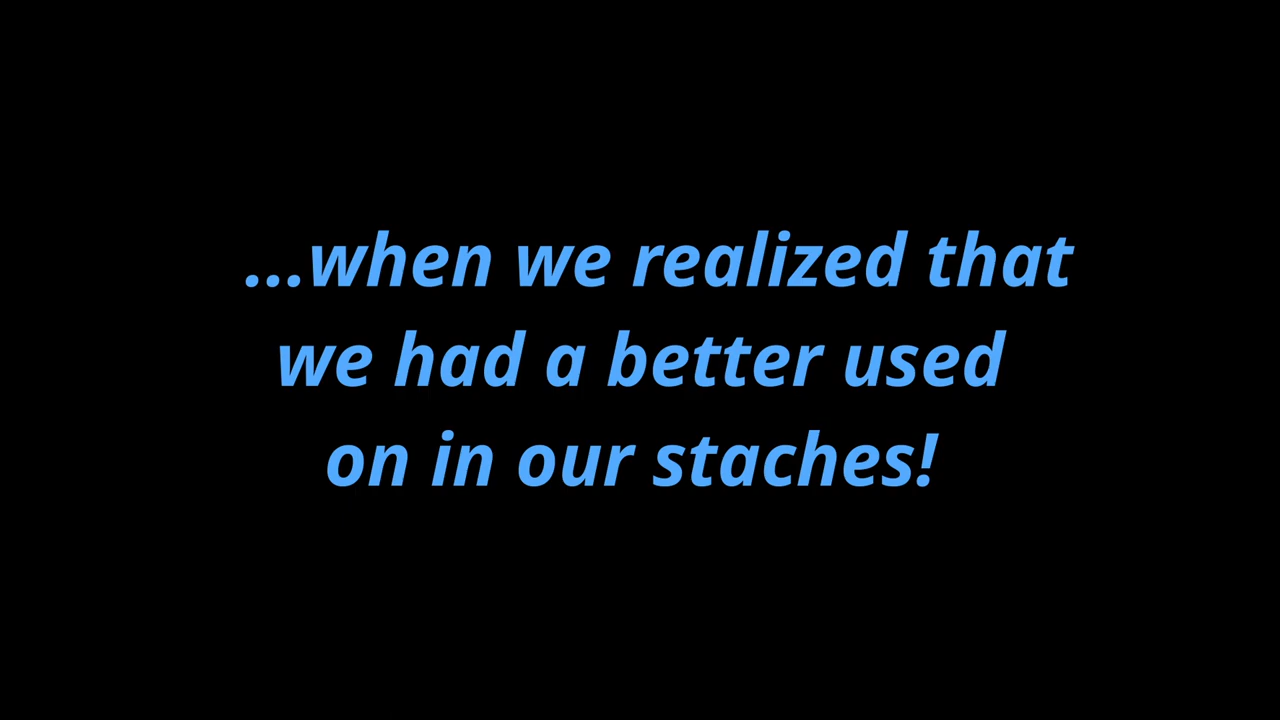 ...when we realized that
we had a better used
on in our staches!